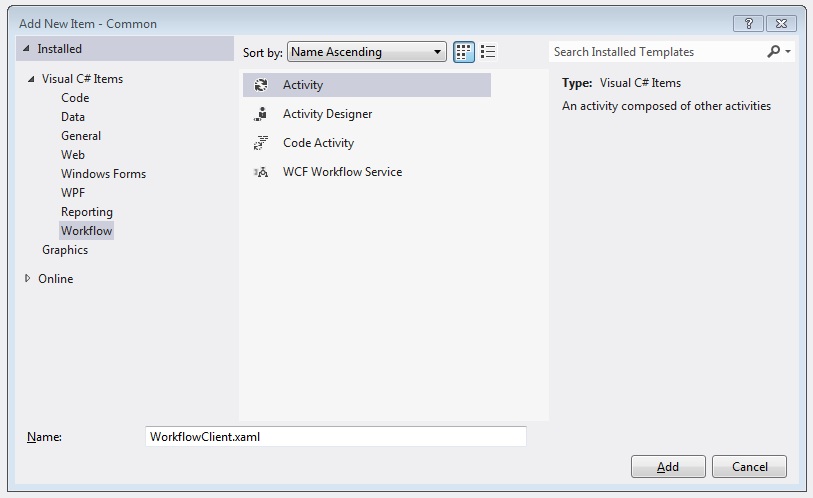 Add New Item - Common
?
Installed
Sort by: Name Ascending
Search Installed Templates
Visual C# Items
Code
Data
General
Web
Windows Forms
WPF
Reporting
Workflow
Graphics
Online
Activity
Activity Designer
Code Activity
WCF Workflow Service
Type: Visual C# Items
An activity composed of other activities
Name: WorkflowClient.xaml
Add Cancel